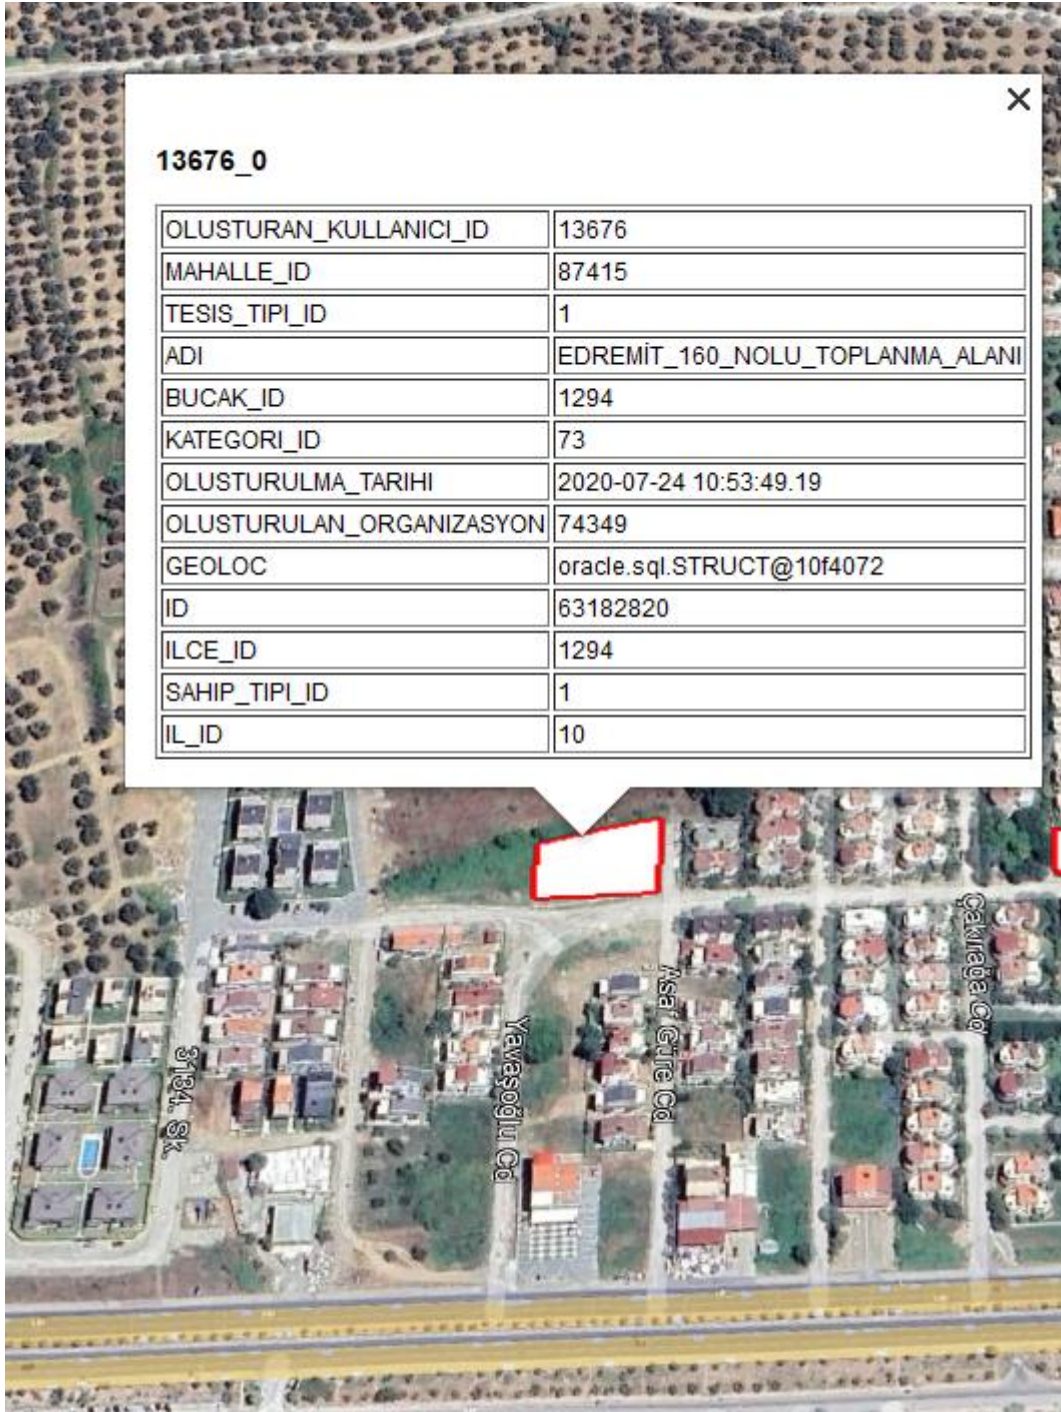 13676_0
OLUSTURAN_KULLANICI_ID 13676
MAHALLE_ID 87415
TESIS_TIPI_ID 1
ADI EDREMİT_160_NOLU_TOPLANMA_ALANI
BUCAK_ID 1294
KATEGORI_ID 73
OLUSTURULMA_TARIHI 2020-07-24 10:53:49.19
OLUSTURULAN_ORGANIZASYON 74349
GEOLOC oracle.sql.STRUCT@10f4072
ID 63182820
ILCE_ID 1294
SAHIP_TIPI_ID 1
IL_ID 10
Çakırağa Cd
Asaf Güre Cd
Yavaşoğlu Cd
3134. Sk.